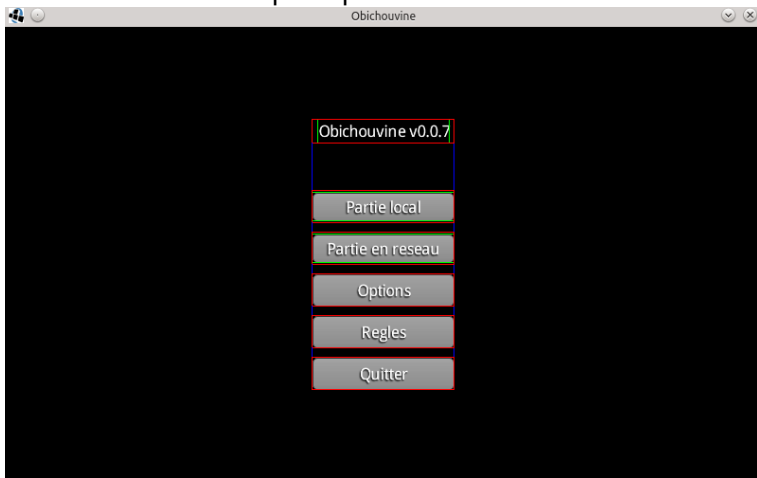 Obichouvine
Obichouvine v0.0.7
Partie local
Partie en reseau
Options
Regles
Quitter